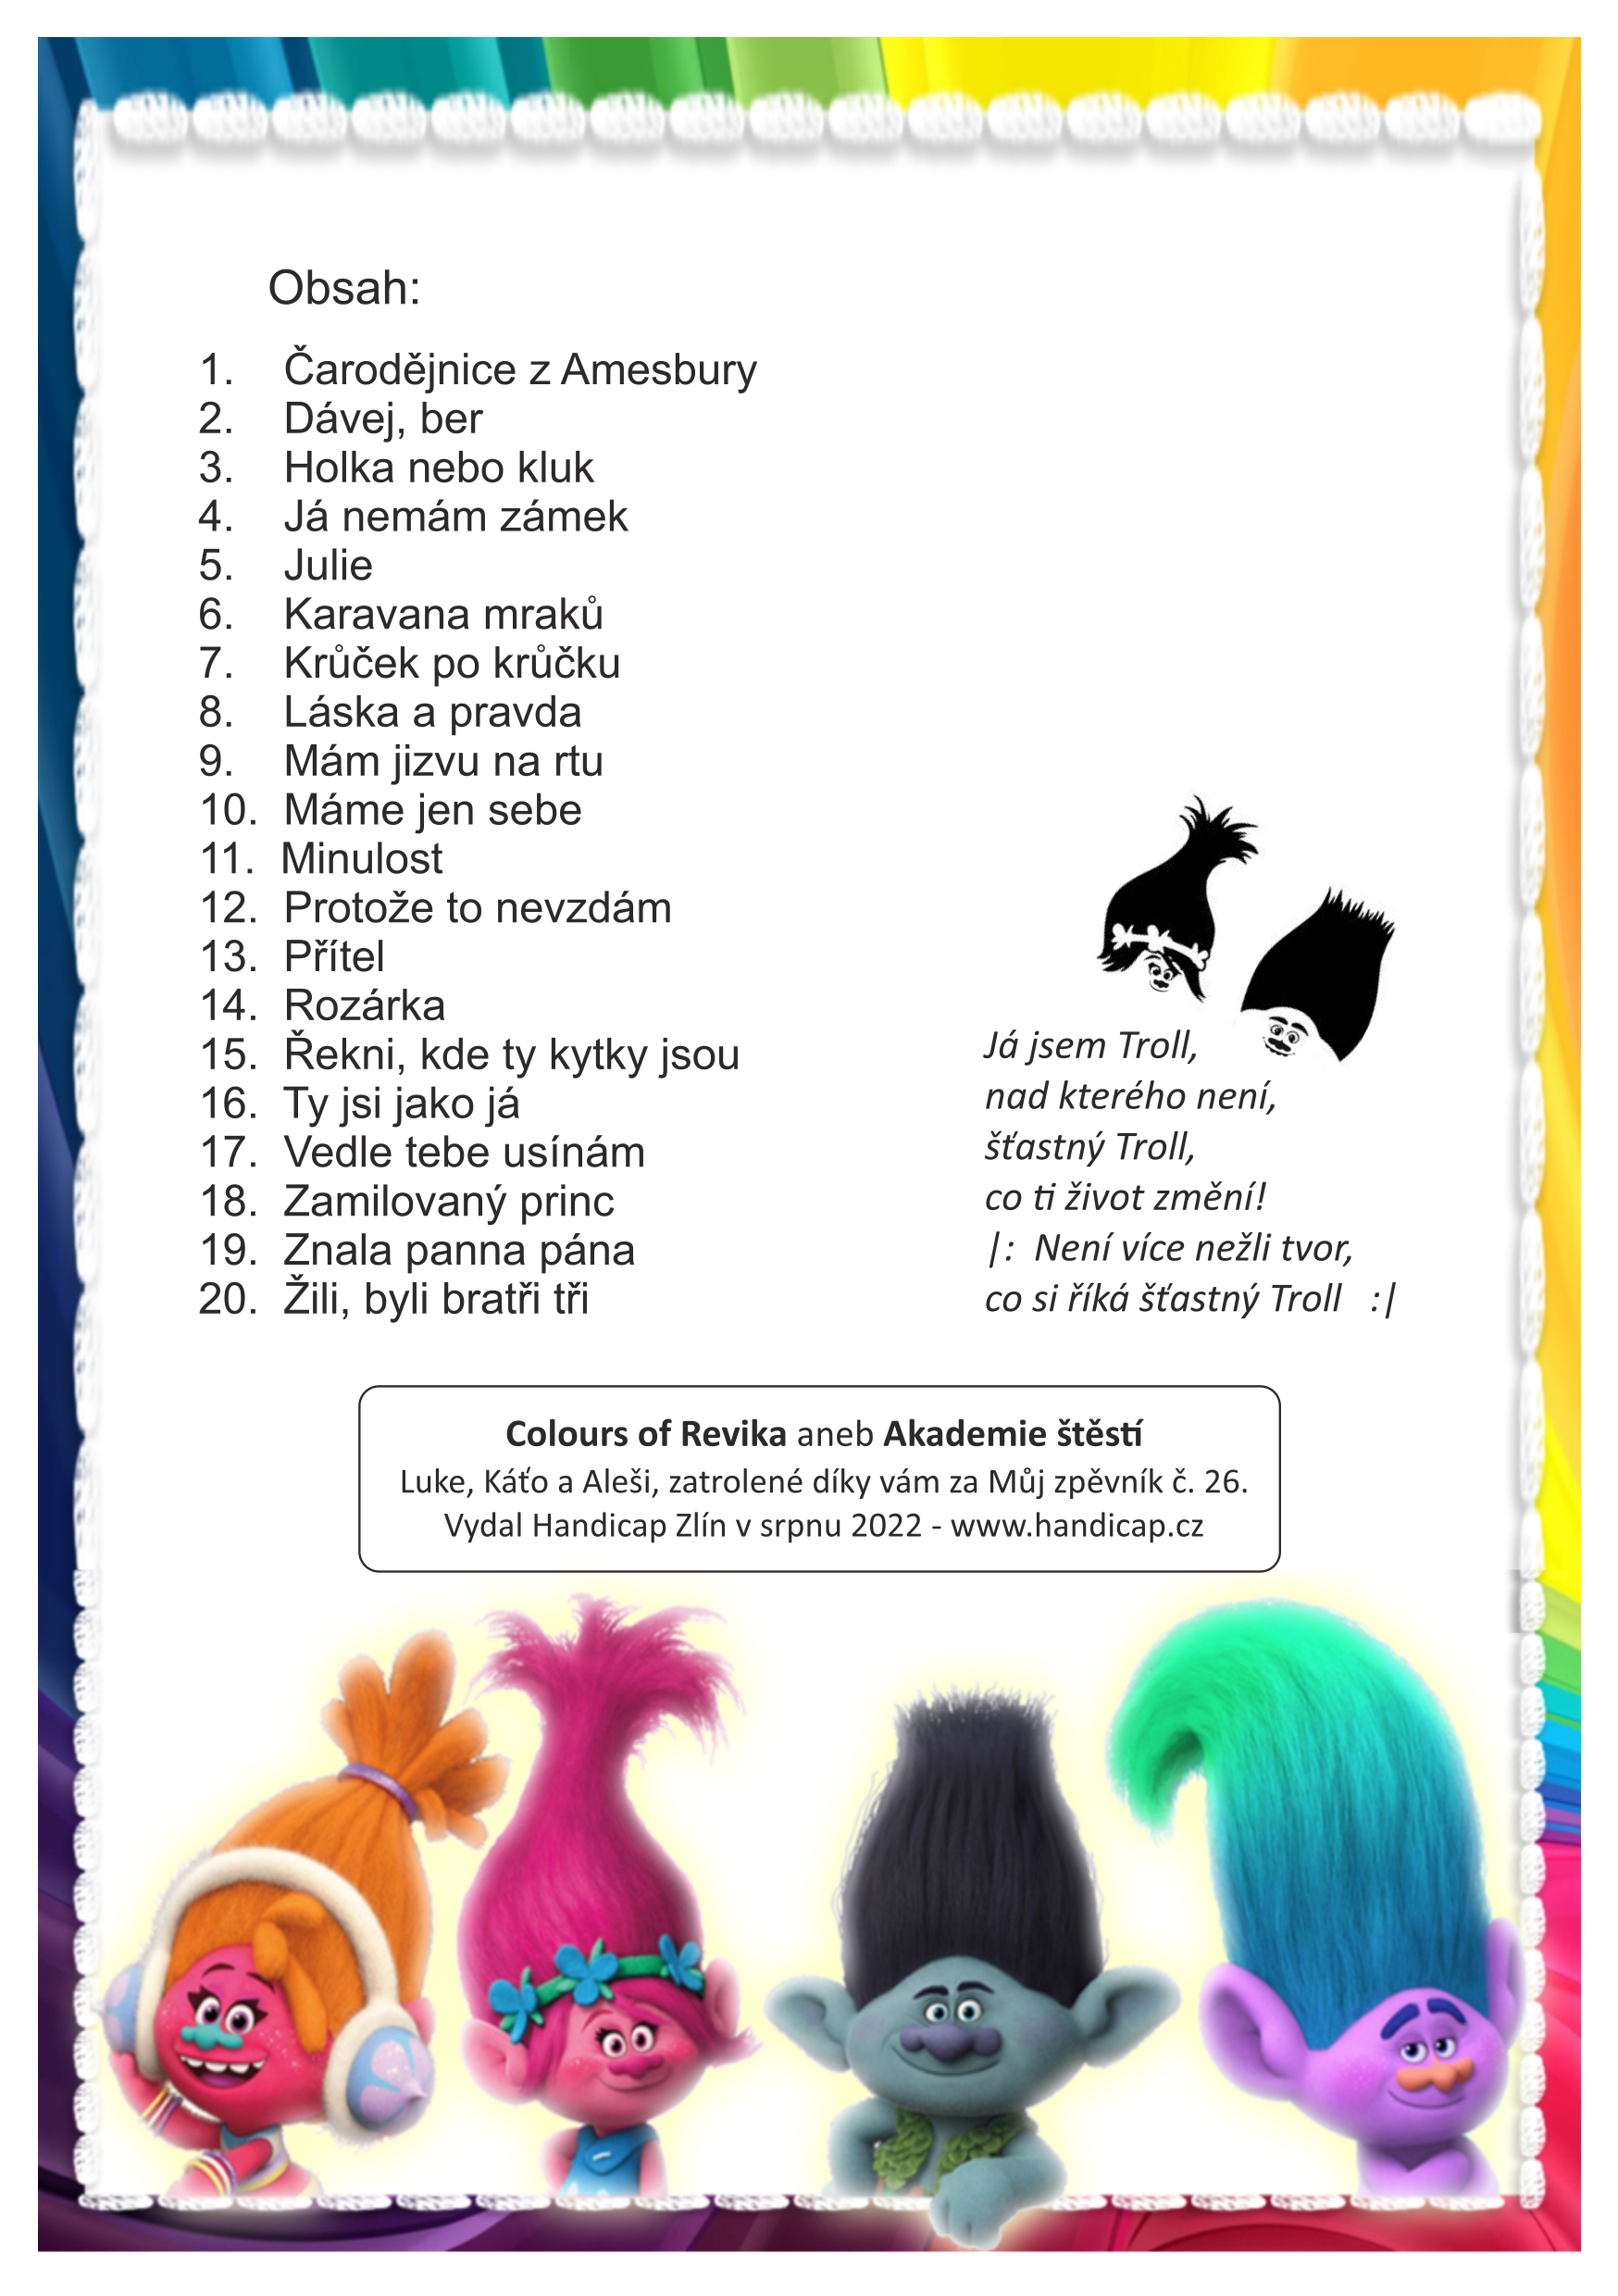 Obsah:
1. Čarodějnice z Amesbury
2. Dávej, ber
3. Holka nebo kluk
4. Já nemám zámek
5. Julie
6. Karavana mraků
7. Krůček po krůčku
8. Láska a pravda
9. Mám jizvu na rtu
10. Máme jen sebe
11. Minulost
12. Protože to nevzdám
13. Přítel
14. Rozárka
15. Řekni, kde ty kytky jsou
16. Ty jsi jako já
17. Vedle tebe usínám
18. Zamilovaný princ
19. Znala panna pána
20. Žili, byli bratři tři
Já jsem Troll,
nad kterého není,
šťastný Troll,
co ti život změní!
|: Není více nežli tvor,
co si říká šťastný Troll :|
Colours of Revika aneb Akademie štěstí
Luke, Káťo a Aleši, zatrolené díky vám za Můj zpěvník č. 26.
Vydal Handicap Zlín v srpnu 2022 - www.handicap.cz